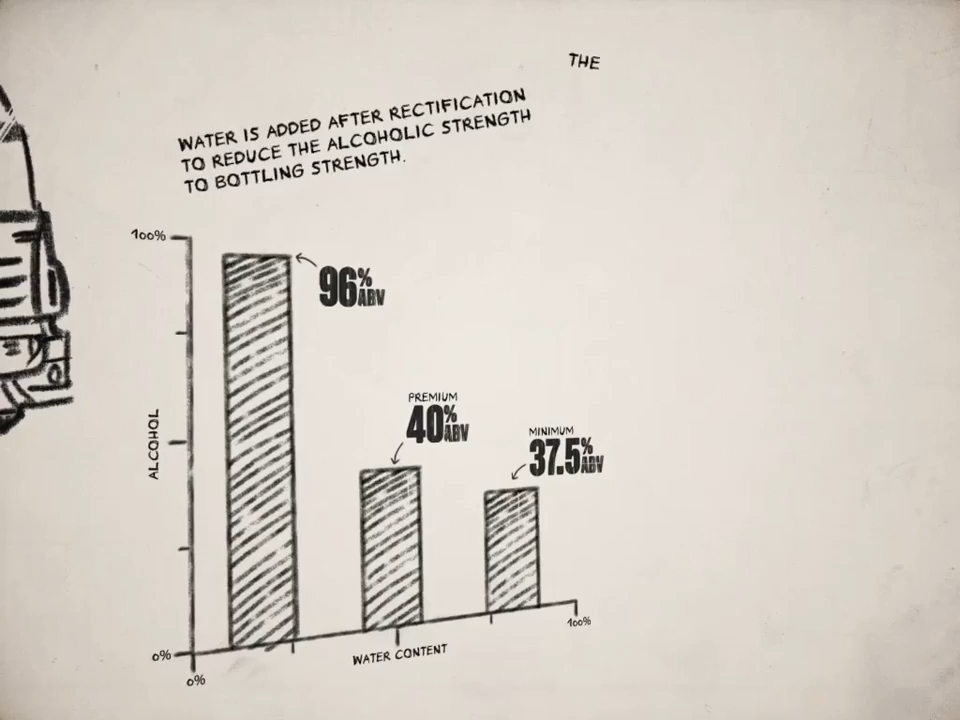 THE
WATER IS ADDED AFTER RECTIFICATION
TO REDUCE THE ALCOHOLIC STRENGTH
TO BOTTLING STRENGTH.
100%
96% ABV
PREMIUM
40% ABV
MINIMUM
37.5% ABV
ALCOHOL
0%
0%
WATER CONTENT
100%